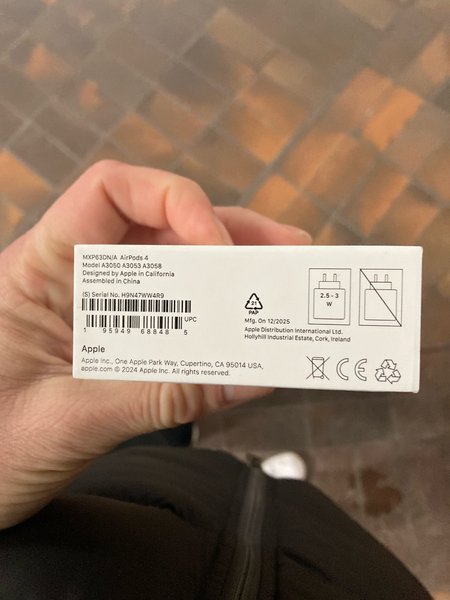 MXP63DN/A AirPods 4
Model A3050 A3053 A3058
Designed by Apple in California
Assembled in China
(S) Serial No. H9N47WW4R9
UPC
1 95949 68848 5
Apple
Apple Inc., One Apple Park Way, Cupertino, CA 95014 USA,
apple.com © 2024 Apple Inc. All rights reserved.
21
PAP
Mfg. On 12/2025
Apple Distribution International Ltd.
Hollyhill Industrial Estate, Cork, Ireland
2.5 - 3
W
CE